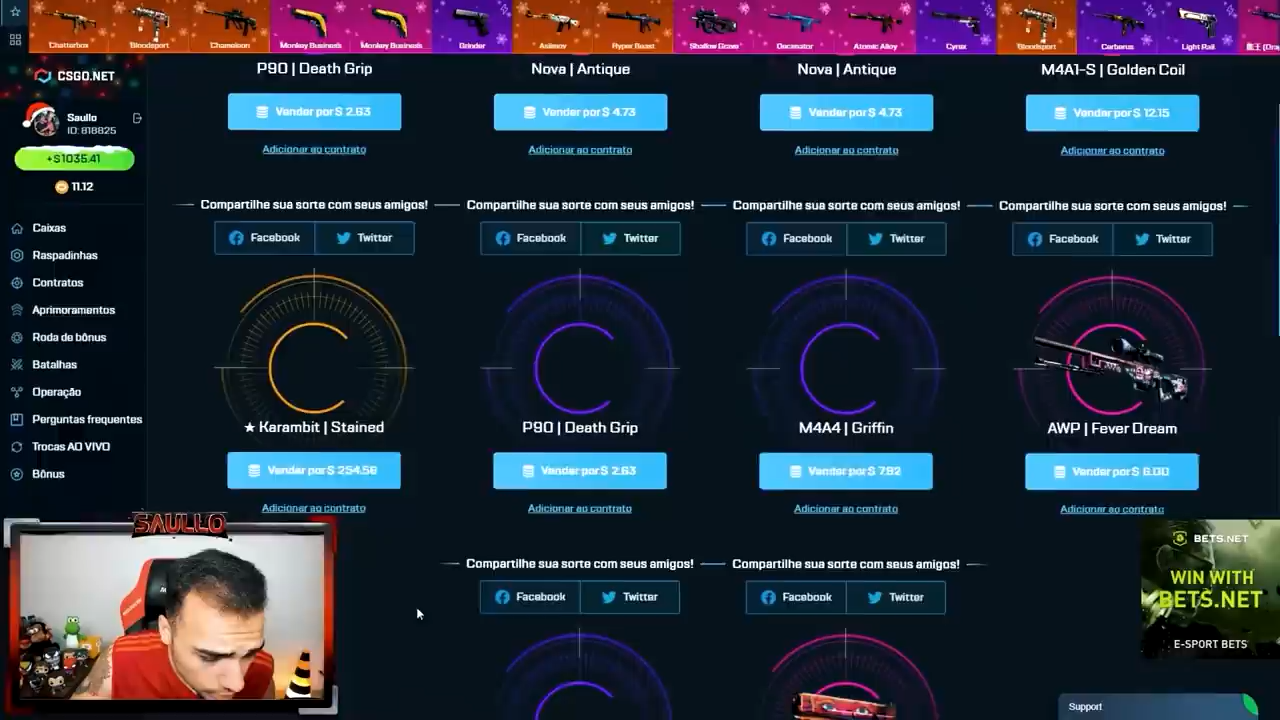 Chatterbox
Bloodsport
Chameleon
Monkey Business
Monkey Business
Grinder
Asiimov
Hyper Beast
Shallow Grave
Decimator
Atomic Alloy
Cyrex
Bloodsport
Cerberus
Light Rail
CSGO.NET
Saullo
ID: 818825
+$1035.41
11.12
Caixas
Raspadinhas
Contratos
Aprimoramentos
Roda de bônus
Batalhas
Operação
Perguntas frequentes
Trocas AO VIVO
Bônus
P90 | Death Grip
Nova | Antique
Nova | Antique
M4A1-S | Golden Coil
Vender por $ 2.63
Vender por $ 4.73
Vender por $ 4.73
Vender por $ 12.15
Adicionar ao contrato
Adicionar ao contrato
Adicionar ao contrato
Adicionar ao contrato
Compartilhe sua sorte com seus amigos!
Compartilhe sua sorte com seus amigos!
Compartilhe sua sorte com seus amigos!
Compartilhe sua sorte com seus amigos!
Facebook Twitter
Facebook Twitter
Facebook Twitter
Facebook Twitter
★ Karambit | Stained
P90 | Death Grip
M4A4 | Griffin
AWP | Fever Dream
Vender por $ 254.56
Vender por $ 2.63
Vender por $ 7.92
Vender por $ 6.00
Adicionar ao contrato
Adicionar ao contrato
Adicionar ao contrato
Adicionar ao contrato
Compartilhe sua sorte com seus amigos!
Compartilhe sua sorte com seus amigos!
Facebook Twitter
Facebook Twitter
SAULLO
BETS.NET
WIN WITH
BETS.NET
E-SPORT BETS
Support